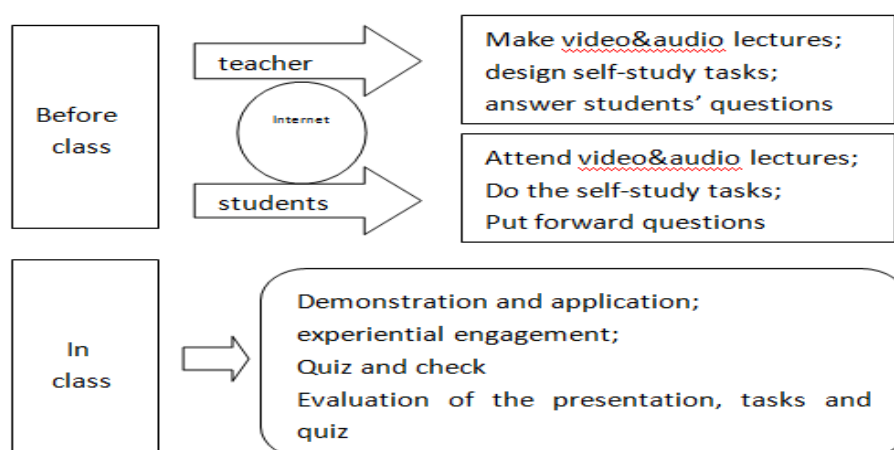 Before
class
teacher
Internet
students
Make video&audio lectures;
design self-study tasks;
answer students’ questions
Attend video&audio lectures;
Do the self-study tasks;
Put forward questions
In
class
Demonstration and application;
experiential engagement;
Quiz and check
Evaluation of the presentation, tasks and
quiz